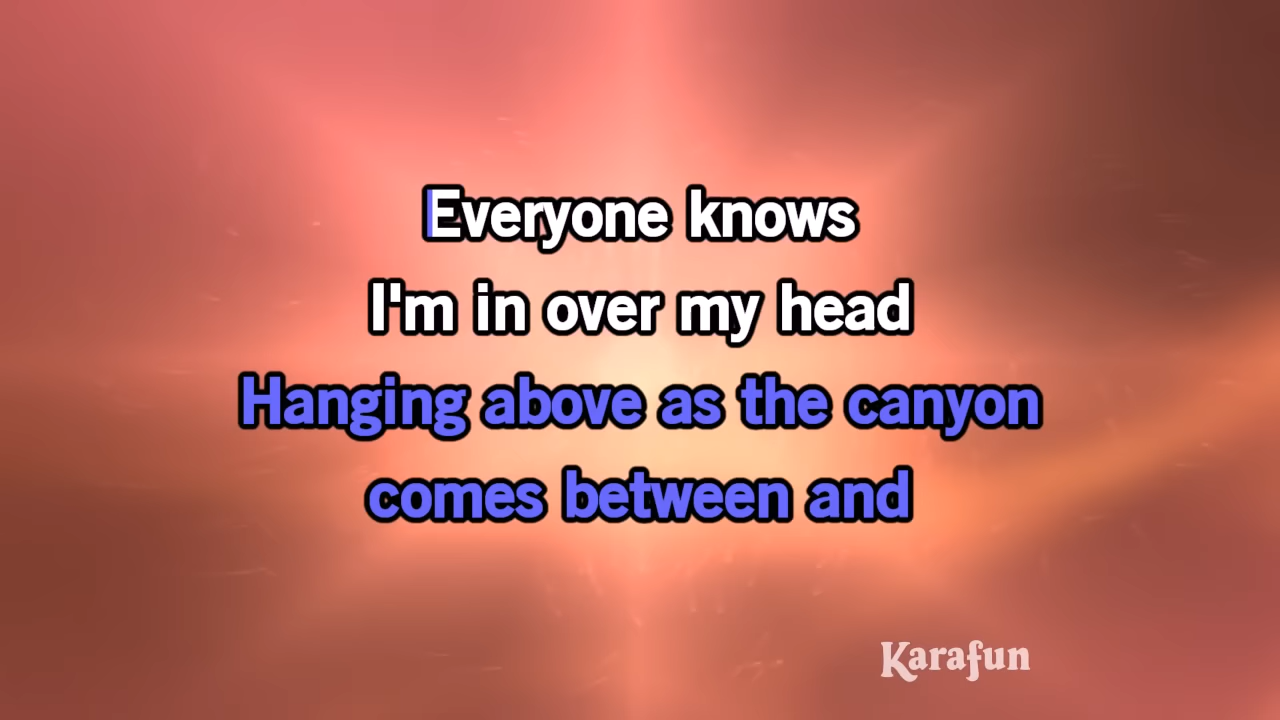 Everyone knows
I'm in over my head
Hanging above as the canyon
comes between and
Karafun